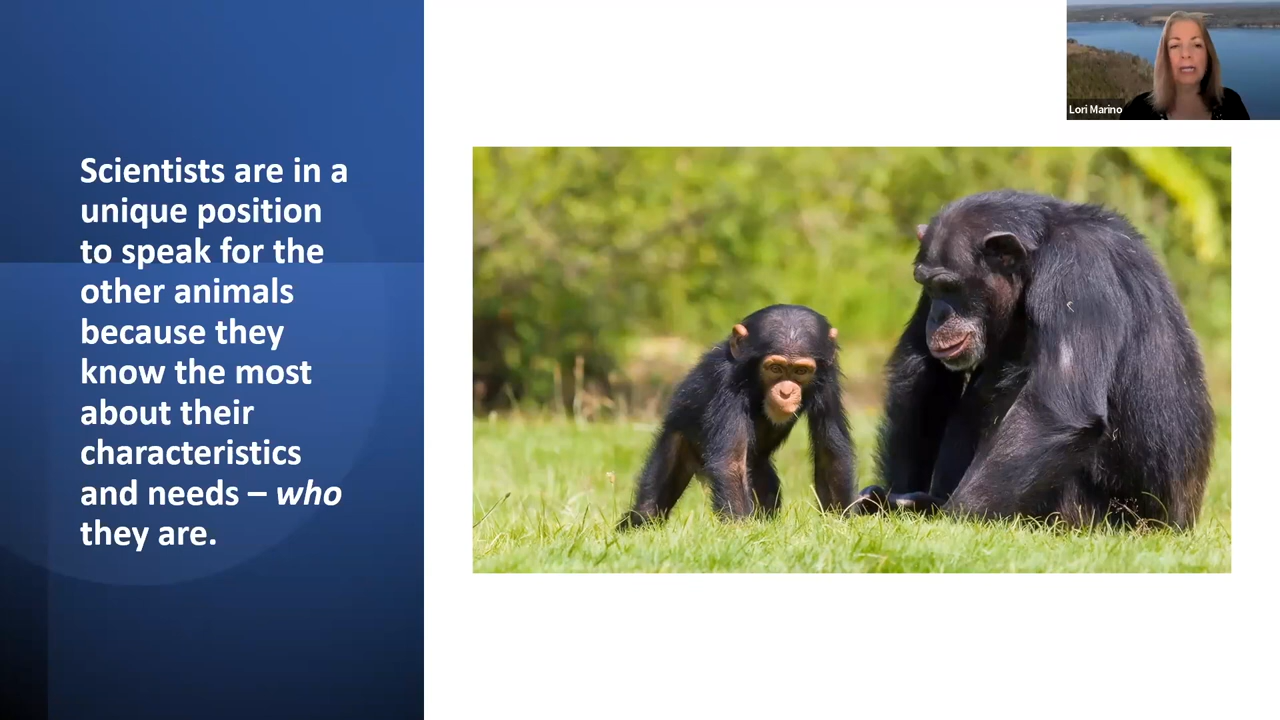 Scientists are in a
unique position
to speak for the
other animals
because they
know the most
about their
characteristics
and needs – who
they are.
Lori Marino